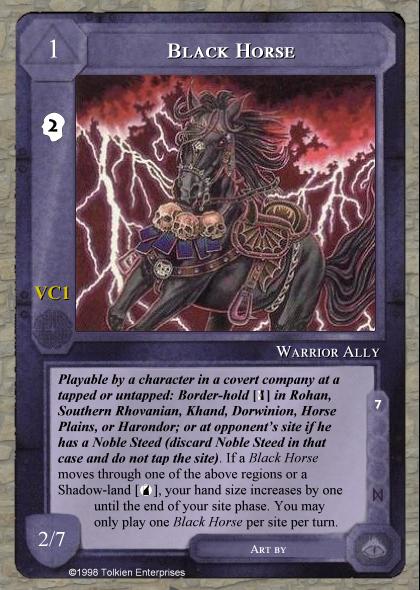 1
BLACK HORSE
2
VC1
WARRIOR ALLY
Playable by a character in a covert company at a
tapped or untapped: Border-hold [] in Rohan,
Southern Rhovanian, Khand, Dorwinion, Horse
Plains, or Harondor; or at opponent's site if he
has a Noble Steed (discard Noble Steed in that
case and do not tap the site). If a Black Horse
moves through one of the above regions or a
Shadow-land [], your hand size increases by one
until the end of your site phase. You may
only play one Black Horse per site per turn.
7
2/7
ART BY
©1998 Tolkien Enterprises